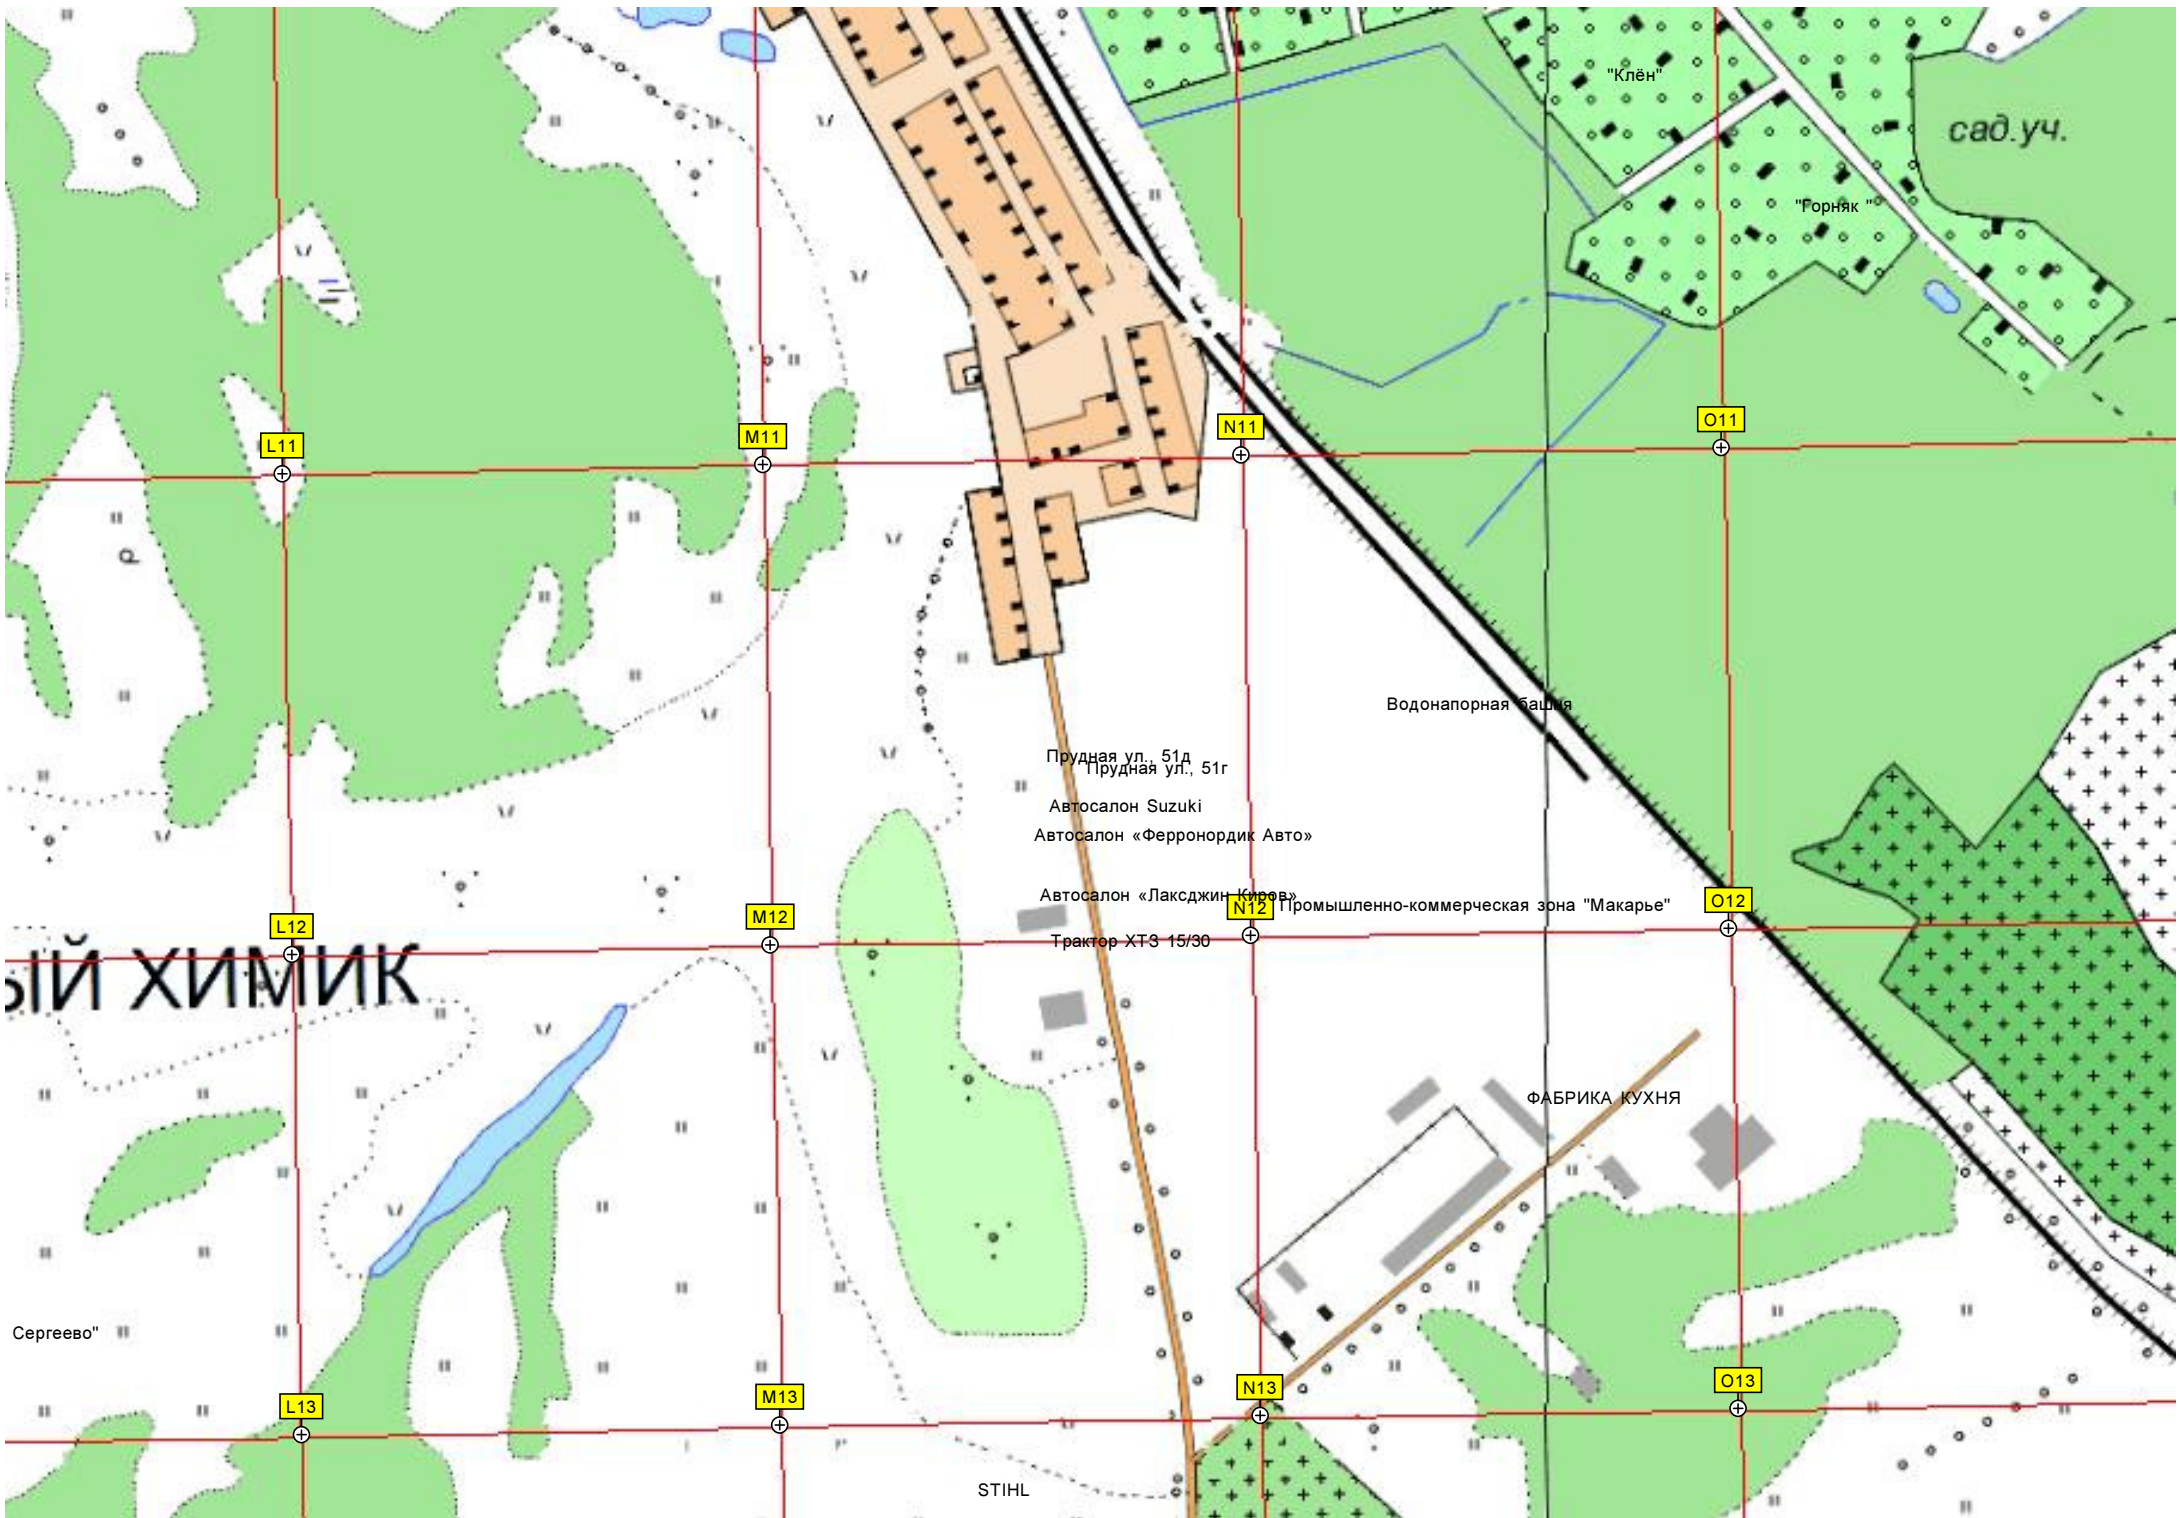 "Клён"
сад.уч.
"Горняк "
L11
M11
N11
O11
р
Водонапорная башня
Прудная ул., 51д
Прудная ул., 51г
Автосалон Suzuki
Автосалон «Ферронордик Авто»
Автосалон «Лаксджин Киров»
L12
M12
N12
Промышленно-коммерческая зона "Макарье"
O12
Трактор ХТЗ 15/30
ЫЙ ХИМИК
ФАБРИКА КУХНЯ
Сергеево"
L13
M13
N13
O13
STIHL